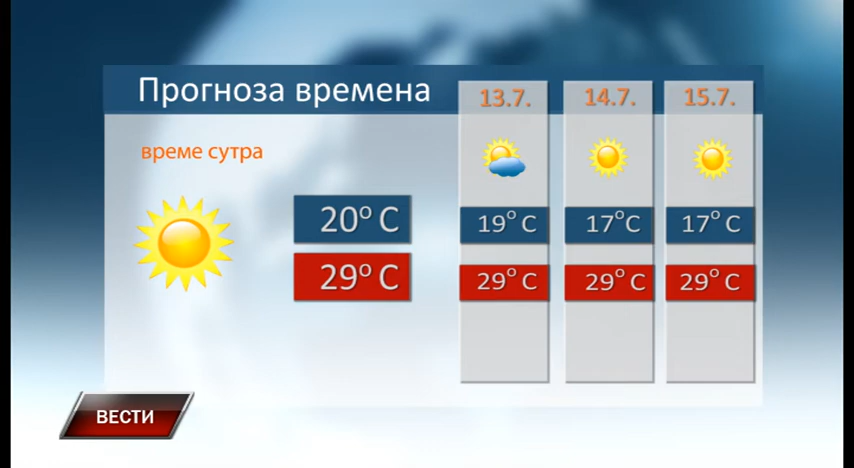 Прогноза времена
време сутра
20° C
29° C
13.7.
19° C
29° C
14.7.
17°C
29° C
15.7.
17° C
29° C
ВЕСТИ